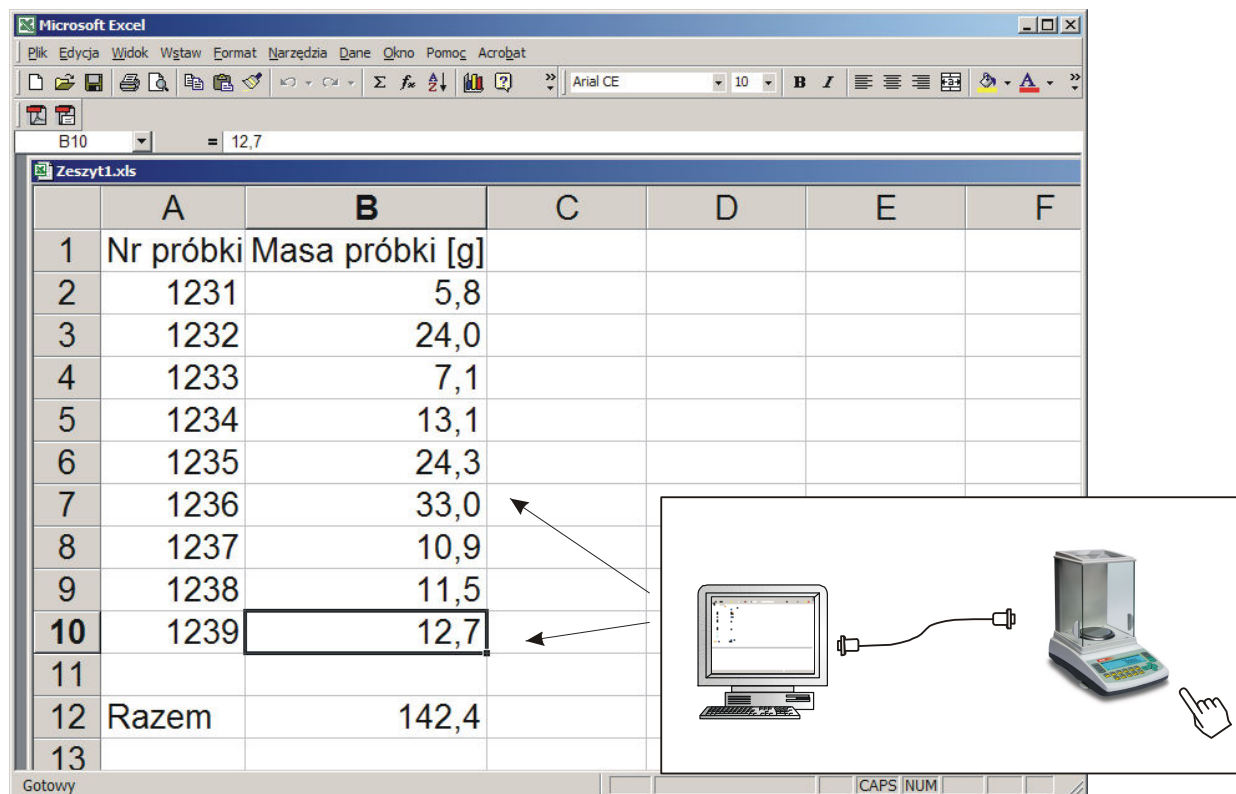 Microsoft Excel
Plik Edycja Widok Wstaw Format Narzędzia Dane Okno Pomoc Acrobat
Arial CE 10 B I
B10 = 12,7
Zeszyt1.xls
A B C D E F
1 Nr próbki Masa próbki [g]
2 1231 5,8
3 1232 24,0
4 1233 7,1
5 1234 13,1
6 1235 24,3
7 1236 33,0
8 1237 10,9
9 1238 11,5
10 1239 12,7
11
12 Razem 142,4
13
Gotowy CAPS NUM